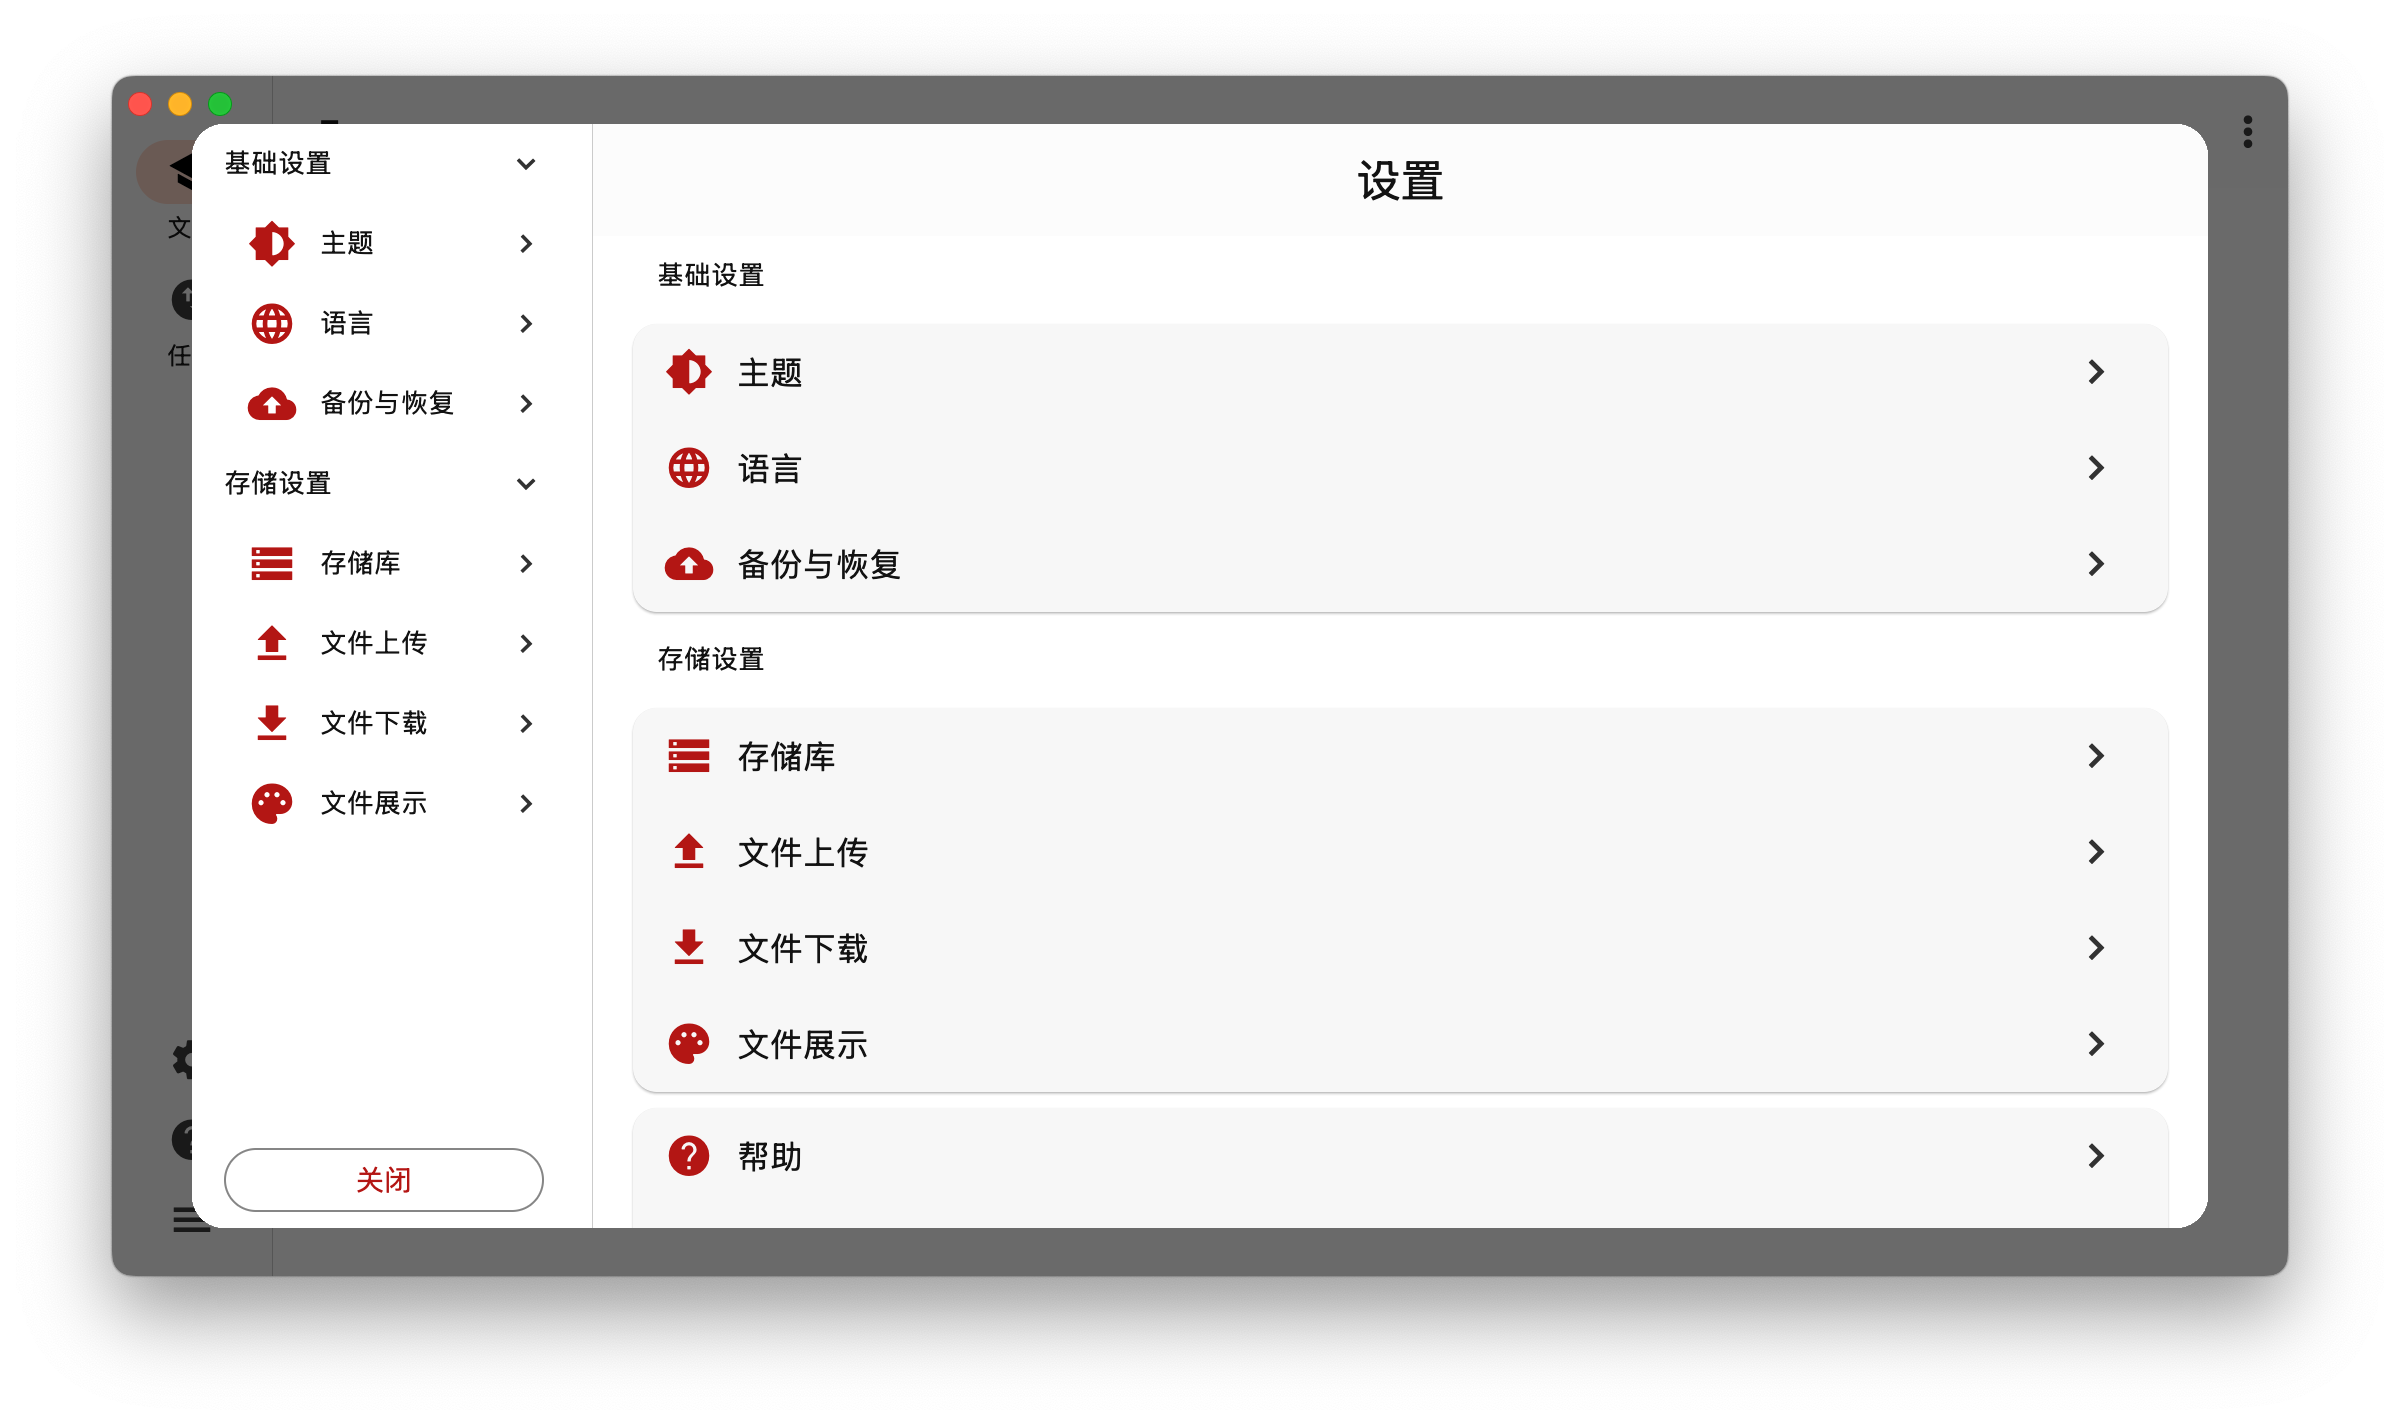 基础设置
主题
语言
备份与恢复
存储设置
存储库
文件上传
文件下载
文件展示
关闭
设置
基础设置
主题
语言
备份与恢复
存储设置
存储库
文件上传
文件下载
文件展示
帮助
文
任